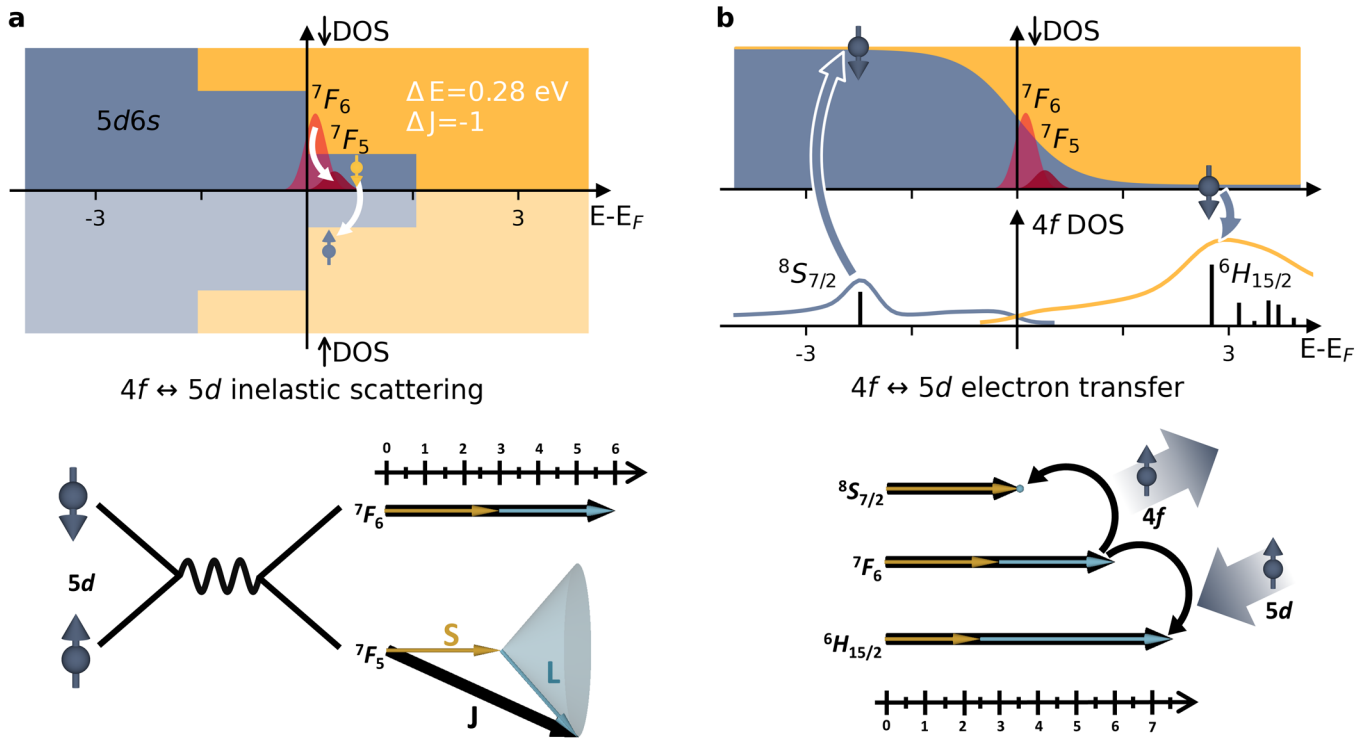 a
↓DOS
5d6s
⁷F₆
⁷F₅
Δ E=0.28 eV
Δ J=-1
-3
3
E-E_F
↑DOS
4f ↔ 5d inelastic scattering
0 1 2 3 4 5 6
⁷F₆
5d
⁷F₅
S
L
J
b
↓DOS
⁷F₆
⁷F₅
4f DOS
⁸S₇/₂
⁶H₁₅/₂
-3
3
E-E_F
4f ↔ 5d electron transfer
⁸S₇/₂
4f
⁷F₆
5d
⁶H₁₅/₂
0 1 2 3 4 5 6 7